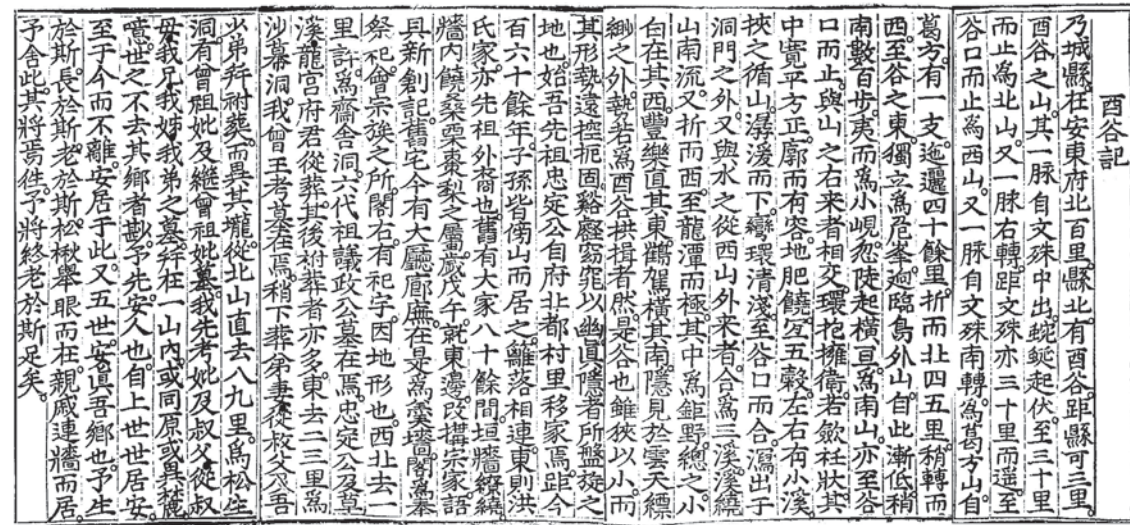 酉谷記
乃城縣在安東府北百里縣北有酉谷距縣可三里
酉谷之山其一脉自文殊中出蜿蜒起伏至三十里
而止爲北山又一脉右轉距文殊亦三十里而遥至
谷口而止爲西山又一脉自文殊南轉爲葛方山自
葛方有一支迤邐四十餘里折而北四五里稍轉而
西至谷之東獨立爲危峯逈臨鳥外山自此漸低稍
南數百步夷而爲小峴忽陡起橫亘爲南山亦至谷
口而止與山之右来者相交環抱擁衛若歛衽狀其
中寬平方正廓而有容地肥饒宜五穀左右有小溪
挾之循山潺湲而下彎環清淺至谷口而合瀉出于
洞門之外又與水之從西山外来者合爲三溪溪繞
山南流又折而西至龍潭而極其中爲鉅野緫之小
白在其西豐樂直其東鶴駕橫其南隱見於雲天縹
緲之外勢若爲酉谷拱揖者然是谷也雖狹以小而
其形埶遠控扼固谿壑窈窕以幽眞隱者所盤旋之
地也始吾先祖忠定公自府北都村里移家焉距今
百六十餘年子孫皆傍山而居之籬落相連東則洪
氏家亦先祖外裔也舊有大家八十餘間垣牆繚繞
牆内饒桑栗棗梨之屬歲戊午就東邊改搆宗家語
具新創記舊宅今有大廳廊廡在是爲羹墻閣爲奉
祭祀會宗族之所閣右有祀字因地形也西北去二
里許爲齋舍洞六代祖議政公墓在焉忠定公及草
溪龍宮府君從葬其後祔葬者亦多東去二三里爲
沙幕洞我曾王考墓在焉稍下葬弟妻從叔父及吾
少弟并祔葬而異其壠從北山直去八九里爲松生
洞有曾祖妣及繼曾祖妣墓我先考妣及叔父從叔
母我兄我姊我弟之墓并在一山內或同原或異麓
噫世之不去其鄉者尠予先安人也自上世世居安
至于今而不離安居于此又五世安眞吾鄉也予生
於斯長於斯老於斯松楸舉眼而在親戚連牆而居
予舍此其將焉徃予將終老於斯足矣